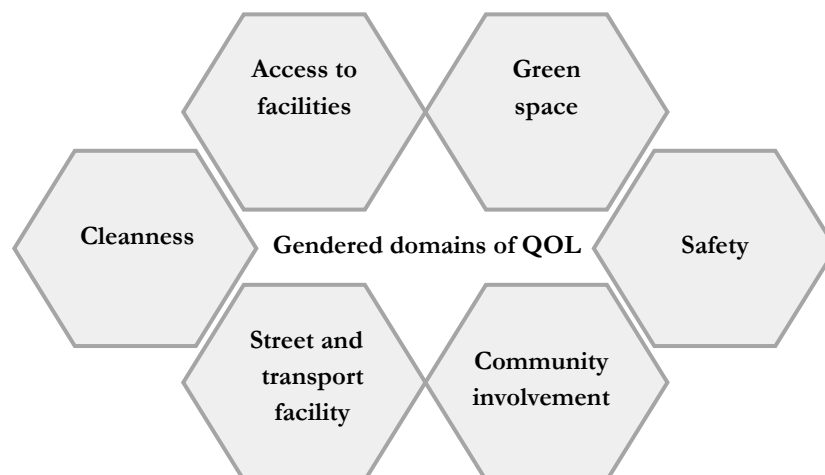 Access to
facilities
Green
space
Cleanness
Gendered domains of QOL
Safety
Street and
transport
facility
Community
involvement